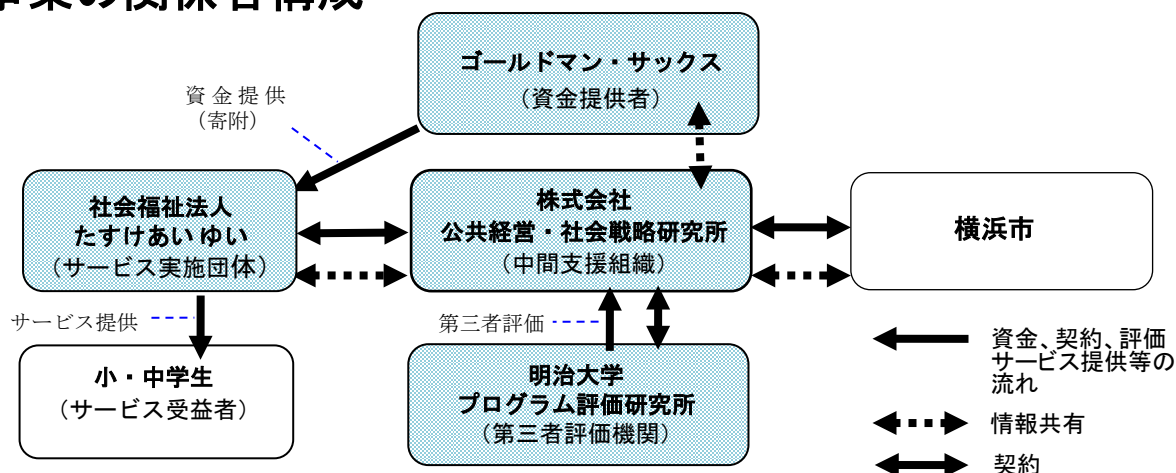 事業の関係者構成
ゴールドマン・サックス
（資金提供者）
資金提供
（寄附）
社会福祉法人
たすけあい ゆい
（サービス実施団体）
株式会社
公共経営・社会戦略研究所
（中間支援組織）
横浜市
サービス提供
第三者評価
小・中学生
（サービス受益者）
明治大学
プログラム評価研究所
（第三者評価機関）
資金、契約、評価
サービス提供等の
流れ
情報共有
契約